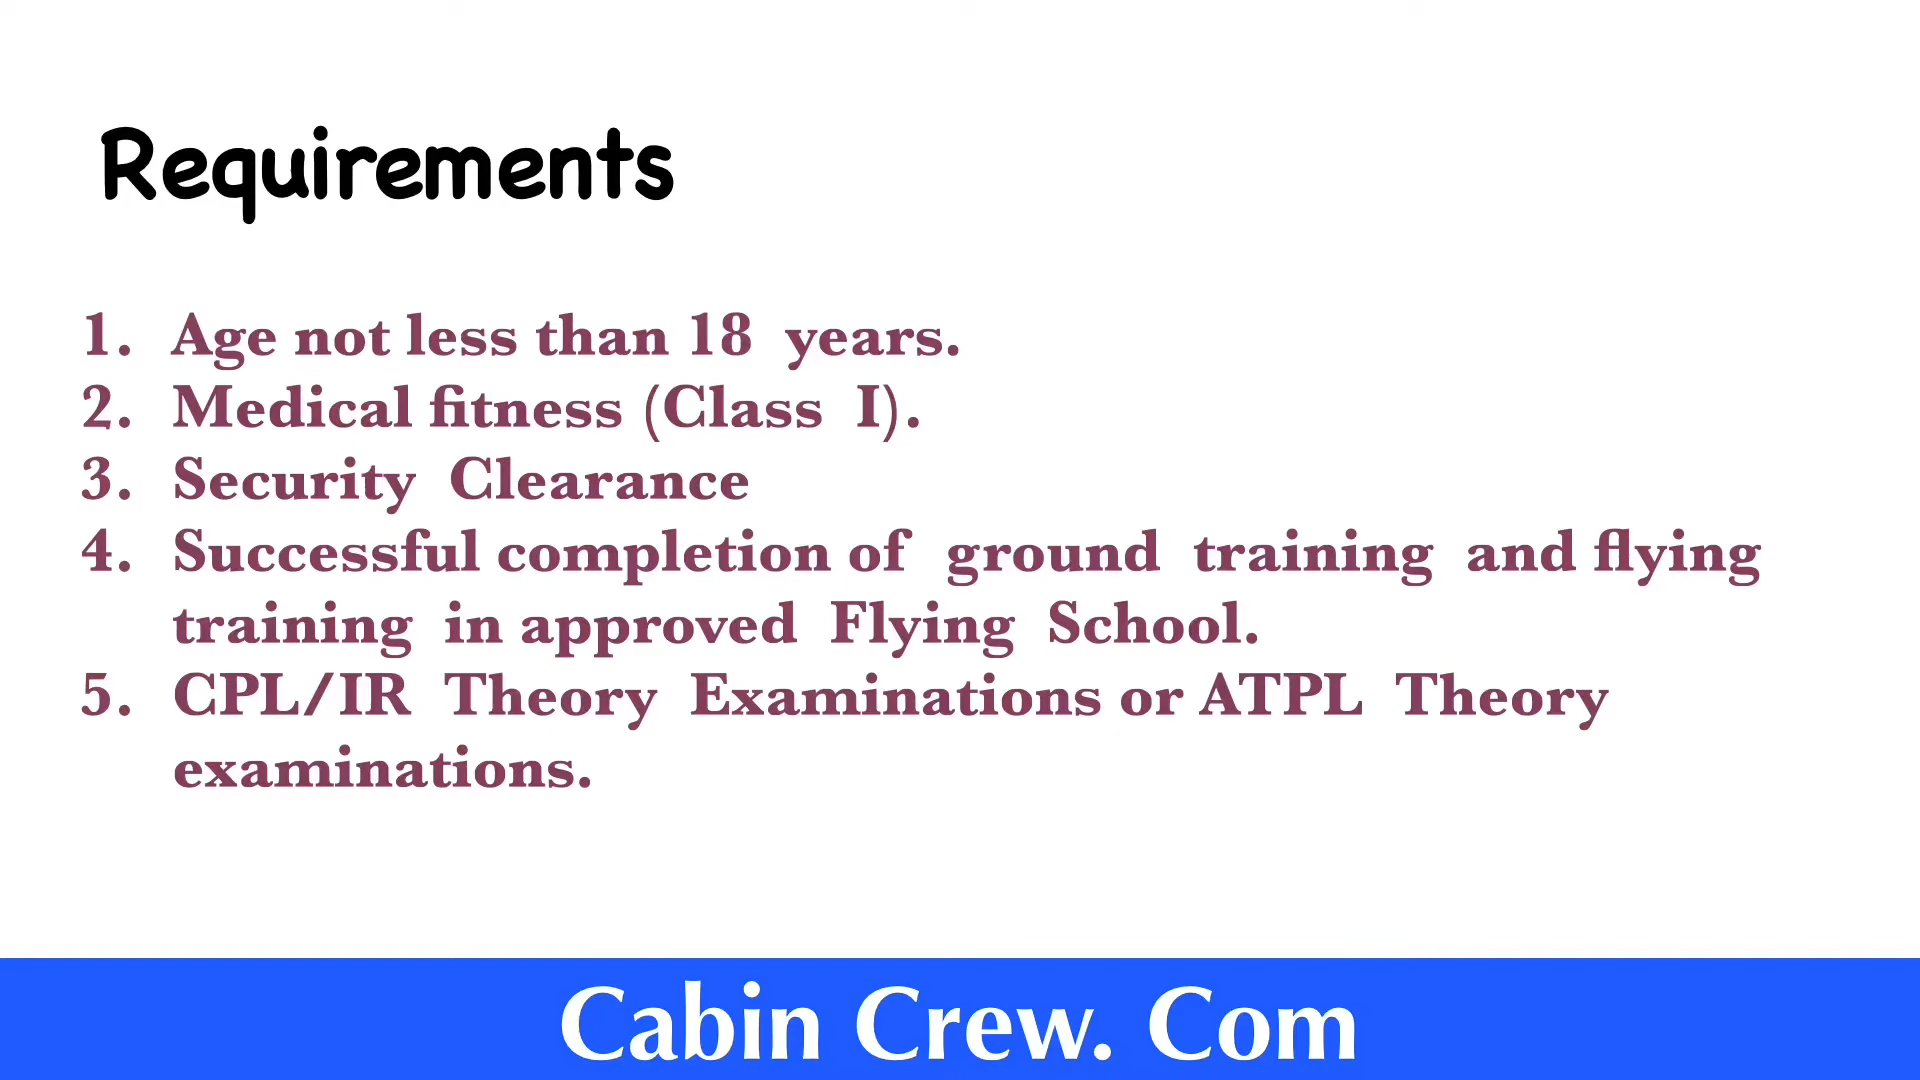 Requirements
1. Age not less than 18 years.
2. Medical fitness (Class I).
3. Security Clearance
4. Successful completion of ground training and flying
training in approved Flying School.
5. CPL/IR Theory Examinations or ATPL Theory
examinations.
Cabin Crew. Com